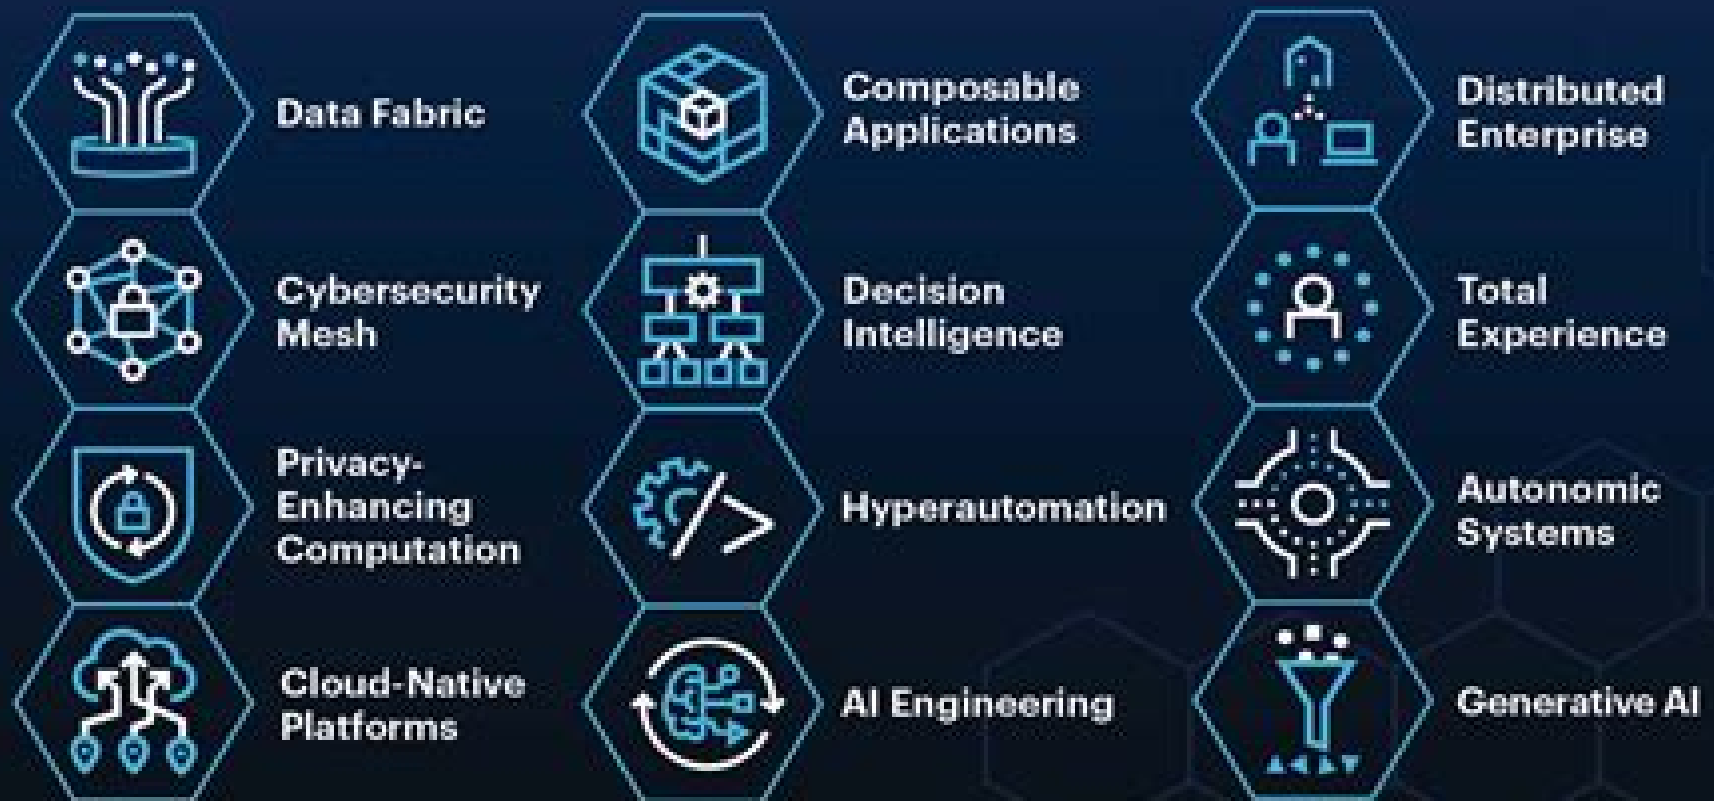 Data Fabric
Cybersecurity
Mesh
Privacy-
Enhancing
Computation
Cloud-Native
Platforms
Composable
Applications
Decision
Intelligence
Hyperautomation
AI Engineering
Distributed
Enterprise
Total
Experience
Autonomic
Systems
Generative AI